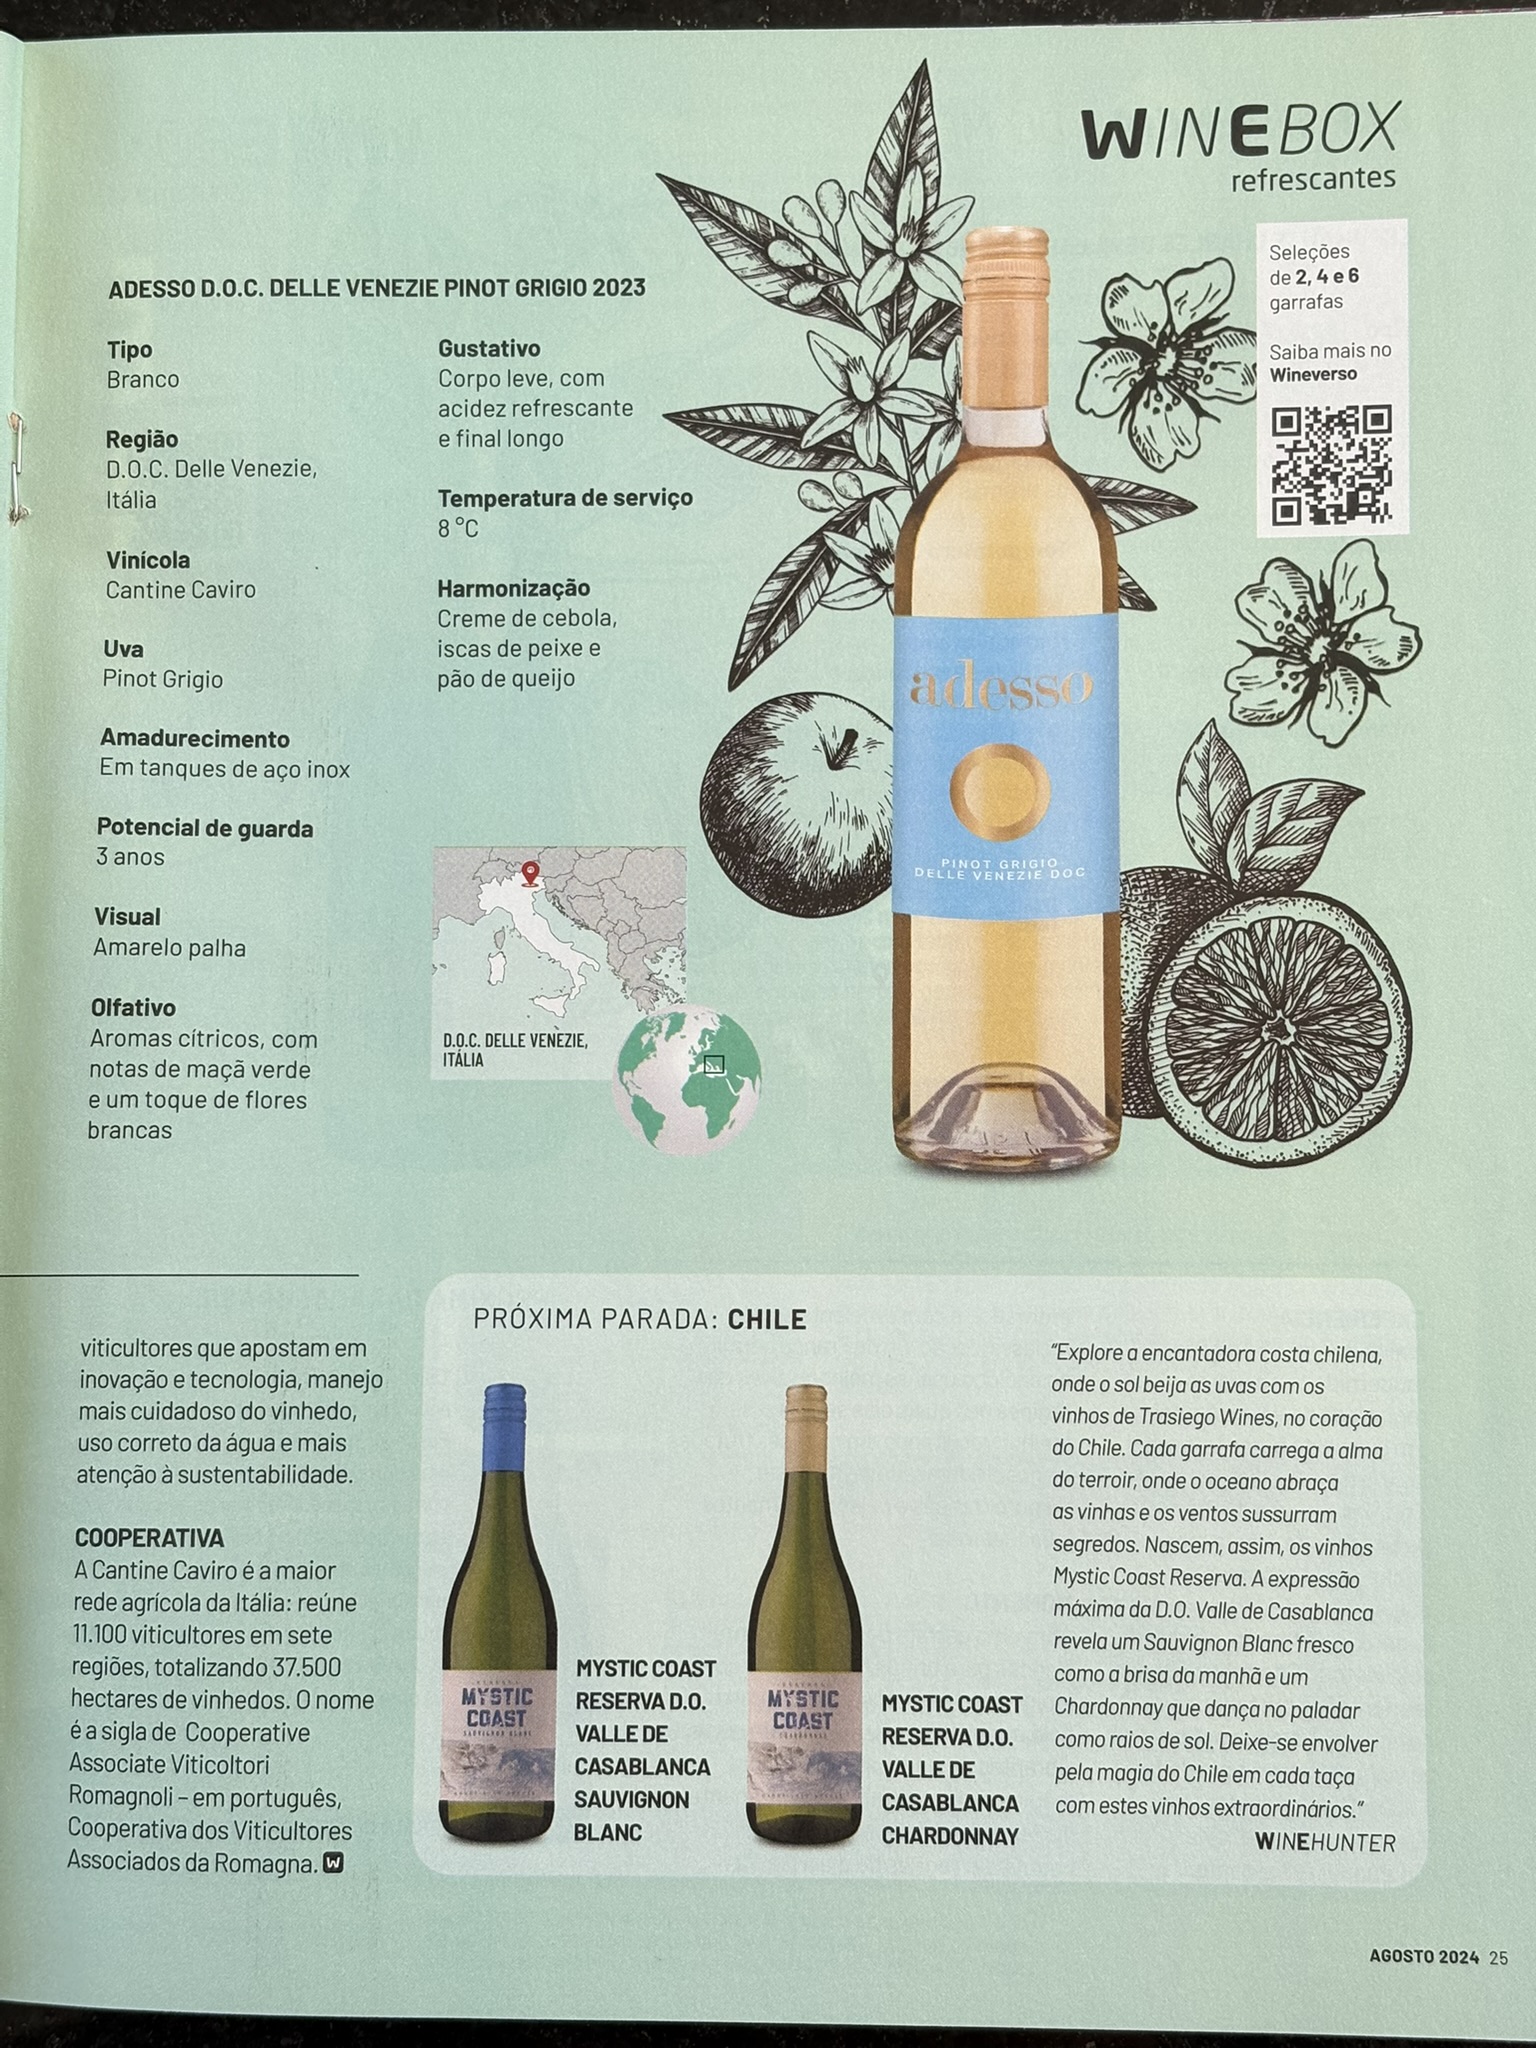 WINEBOX
refrescantes
Seleções
de 2, 4 e 6
garrafas
Saiba mais no
Wineverso
ADESSO D.O.C. DELLE VENEZIE PINOT GRIGIO 2023
Tipo
Branco
Região
D.O.C. Delle Venezie,
Itália
Vinícola
Cantine Caviro
Uva
Pinot Grigio
Amadurecimento
Em tanques de aço inox
Potencial de guarda
3 anos
Visual
Amarelo palha
Olfativo
Aromas cítricos, com
notas de maçã verde
e um toque de flores
brancas
Gustativo
Corpo leve, com
acidez refrescante
e final longo
Temperatura de serviço
8 °C
Harmonização
Creme de cebola,
iscas de peixe e
pão de queijo
D.O.C. DELLE VENEZIE,
ITÁLIA
adesso
PINOT GRIGIO
DELLE VENEZIE DOC
viticultores que apostam em
inovação e tecnologia, manejo
mais cuidadoso do vinhedo,
uso correto da água e mais
atenção à sustentabilidade.
COOPERATIVA
A Cantine Caviro é a maior
rede agrícola da Itália: reúne
11.100 viticultores em sete
regiões, totalizando 37.500
hectares de vinhedos. O nome
é a sigla de Cooperative
Associate Viticoltori
Romagnoli – em português,
Cooperativa dos Viticultores
Associados da Romagna. W
PRÓXIMA PARADA: CHILE
MYSTIC
COAST
SAUVIGNON BLANC
MYSTIC COAST
RESERVA D.O.
VALLE DE
CASABLANCA
SAUVIGNON
BLANC
MYSTIC
COAST
CHARDONNAY
MYSTIC COAST
RESERVA D.O.
VALLE DE
CASABLANCA
CHARDONNAY
"Explore a encantadora costa chilena,
onde o sol beija as uvas com os
vinhos de Trasiego Wines, no coração
do Chile. Cada garrafa carrega a alma
do terroir, onde o oceano abraça
as vinhas e os ventos sussurram
segredos. Nascem, assim, os vinhos
Mystic Coast Reserva. A expressão
máxima da D.O. Valle de Casablanca
revela um Sauvignon Blanc fresco
como a brisa da manhã e um
Chardonnay que dança no paladar
como raios de sol. Deixe-se envolver
pela magia do Chile em cada taça
com estes vinhos extraordinários."
WINEHUNTER
AGOSTO 2024 25